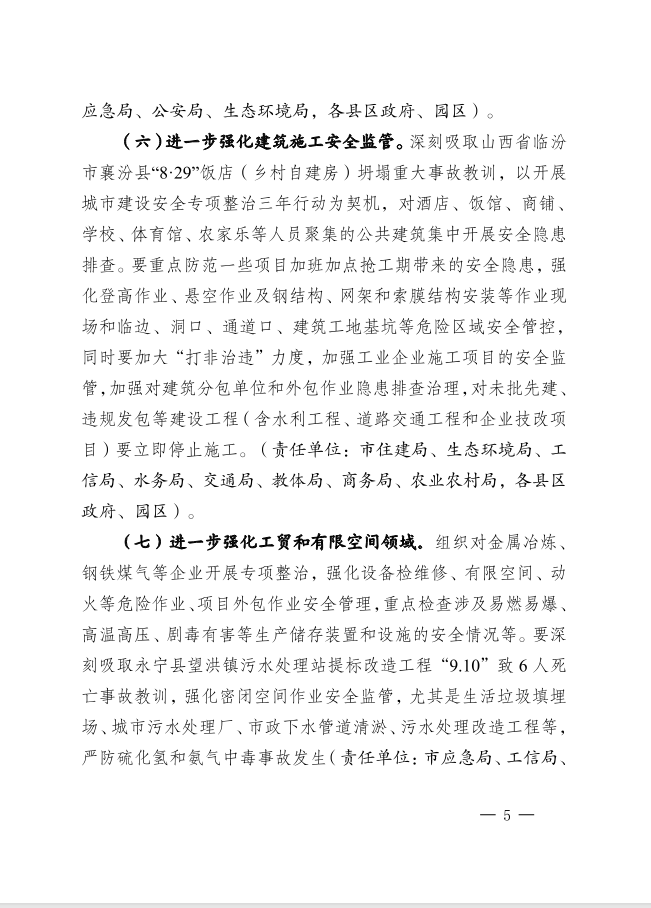 应急局、公安局、生态环境局，各县区政府、园区）。
（六）进一步强化建筑施工安全监管。深刻吸取山西省临汾
市襄汾县“8·29”饭店（乡村自建房）坍塌重大事故教训，以开展
城市建设安全专项整治三年行动为契机，对酒店、饭馆、商铺、
学校、体育馆、农家乐等人员聚集的公共建筑集中开展安全隐患
排查。要重点防范一些项目加班加点抢工期带来的安全隐患，强
化登高作业、悬空作业及钢结构、网架和索膜结构安装等作业现
场和临边、洞口、通道口、建筑工地基坑等危险区域安全管控，
同时要加大“打非治违”力度，加强工业企业施工项目的安全监
管，加强对建筑分包单位和外包作业隐患排查治理，对未批先建、
违规发包等建设工程（含水利工程、道路交通工程和企业技改项
目）要立即停止施工。（责任单位：市住建局、生态环境局、工
信局、水务局、交通局、教体局、商务局、农业农村局，各县区
政府、园区）。
（七）进一步强化工贸和有限空间领域。组织对金属冶炼、
钢铁煤气等企业开展专项整治，强化设备检维修、有限空间、动
火等危险作业、项目外包作业安全管理，重点检查涉及易燃易爆、
高温高压、剧毒有害等生产储存装置和设施的安全情况等。要深
刻吸取永宁县望洪镇污水处理站提标改造工程“9.10”致 6 人死
亡事故教训，强化密闭空间作业安全监管，尤其是生活垃圾填埋
场、城市污水处理厂、市政下水管道清淤、污水处理改造工程等，
严防硫化氢和氨气中毒事故发生（责任单位：市应急局、工信局、
— 5 —